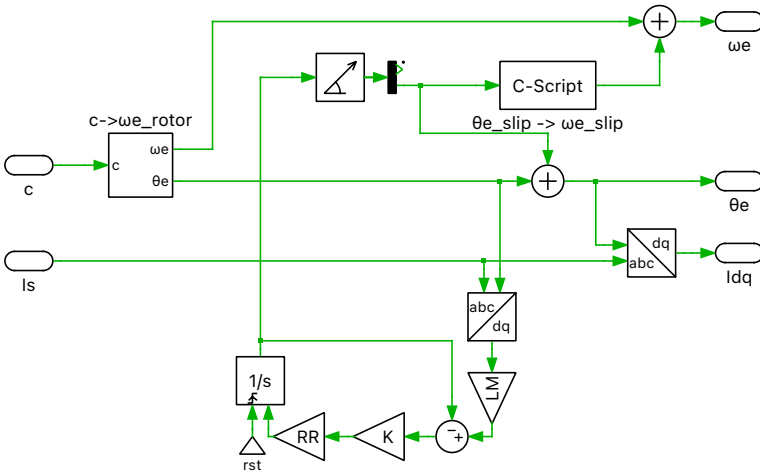 ωe
C-Script
c->ωe_rotor
θe_slip -> ωe_slip
ωe
c
θe
c
θe
dq
abc
Is
Idq
abc
dq
1/s
LM
RR
K
-
+
rst